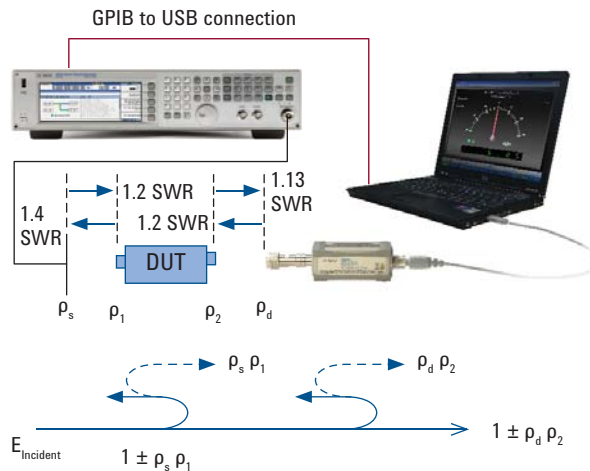 GPIB to USB connection
1.4
SWR
1.2 SWR
1.2 SWR
1.13
SWR
DUT
ρs ρ1 ρ2 ρd
ρs ρ1
ρd ρ2
EIncident
1 ± ρs ρ1
1 ± ρd ρ2